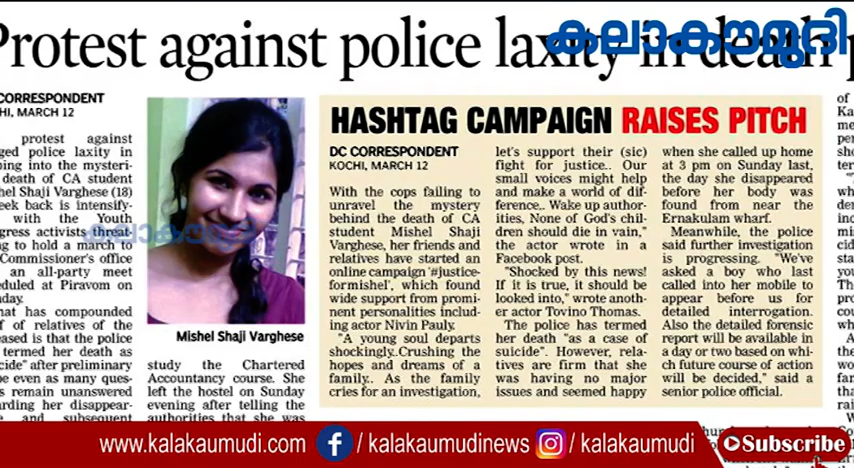 Protest against police laxity in death p
കലാകൗമുദി
CORRESPONDENT
HI, MARCH 12
protest against
ged police laxity in
ping into the mysteri-
death of CA student
hel Shaji Varghese (18)
eek back is intensify-
with the Youth
gress activists threat-
ng to hold a march to
Commissioner's office
an all-party meet
eduled at Piravom on
day.
hat has compounded
f of relatives of the
eased is that the police
termed her death as
cide" after preliminary
be even as many ques-
s remain unanswered
arding her disappear-
e and subsequent
കലാകൗമുദി
Mishel Shaji Varghese
study the Chartered
Accountancy course. She
left the hostel on Sunday
evening after telling the
authorities that she was
HASHTAG CAMPAIGN RAISES PITCH
DC CORRESPONDENT
KOCHI, MARCH 12
With the cops failing to
unravel the mystery
behind the death of CA
student Mishel Shaji
Varghese, her friends and
relatives have started an
online campaign '#justice-
formishel', which found
wide support from promi-
nent personalities includ-
ing actor Nivin Pauly.
"A young soul departs
shockingly..Crushing the
hopes and dreams of a
family.. As the family
cries for an investigation,
let's support their (sic)
fight for justice.. Our
small voices might help
and make a world of dif-
ference.. Wake up author-
ities, None of God's chil-
dren should die in vain,"
the actor wrote in a
Facebook post.
"Shocked by this news!
If it is true, it should be
looked into," wrote anoth-
er actor Tovino Thomas.
The police has termed
her death "as a case of
suicide". However, rela-
tives are firm that she
was having no major
issues and seemed happy
when she called up home
at 3 pm on Sunday last,
the day she disappeared
before her body was
found from near the
Ernakulam wharf.
Meanwhile, the police
said further investigation
is progressing. "We've
asked a boy who last
called into her mobile to
appear before us for
detailed interrogation.
Also the detailed forensic
report will be available in
a day or two based on whi-
ch future course of action
will be decided," said a
senior police official.
www.kalakaumudi.com f / kalakaumudinews / kalakaumudi Subscribe